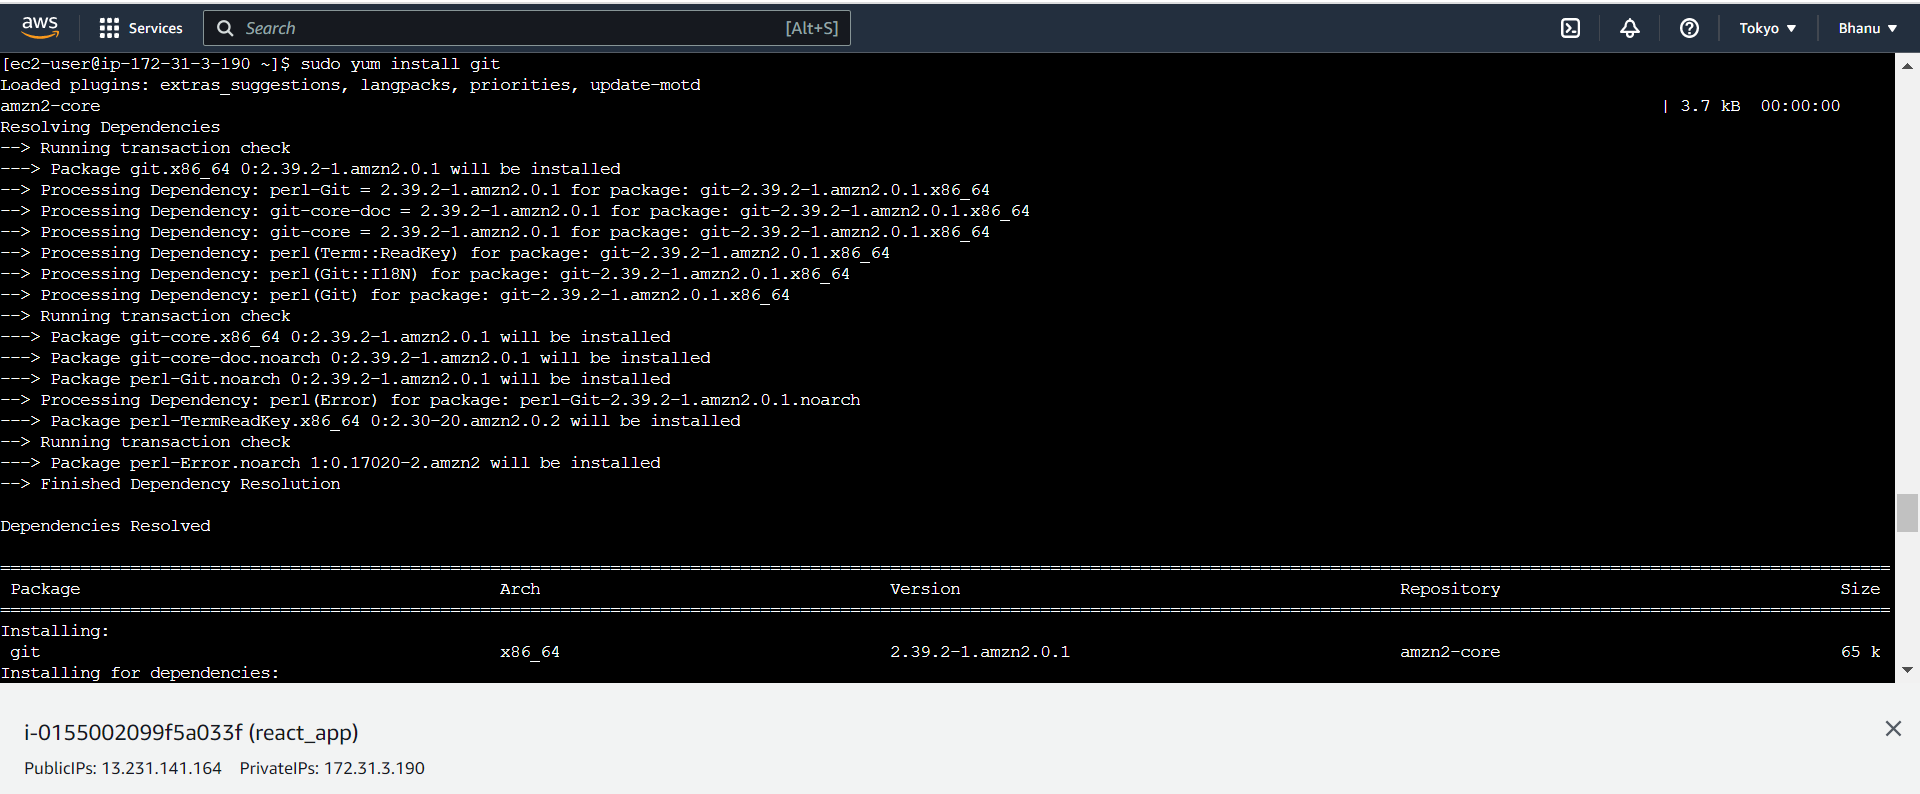 aws Services Search [Alt+S] Tokyo ▼ Bhanu ▼
[ec2-user@ip-172-31-3-190 ~]$ sudo yum install git
Loaded plugins: extras_suggestions, langpacks, priorities, update-motd
amzn2-core | 3.7 kB 00:00:00
Resolving Dependencies
--> Running transaction check
---> Package git.x86_64 0:2.39.2-1.amzn2.0.1 will be installed
--> Processing Dependency: perl-Git = 2.39.2-1.amzn2.0.1 for package: git-2.39.2-1.amzn2.0.1.x86_64
--> Processing Dependency: git-core-doc = 2.39.2-1.amzn2.0.1 for package: git-2.39.2-1.amzn2.0.1.x86_64
--> Processing Dependency: git-core = 2.39.2-1.amzn2.0.1 for package: git-2.39.2-1.amzn2.0.1.x86_64
--> Processing Dependency: perl(Term::ReadKey) for package: git-2.39.2-1.amzn2.0.1.x86_64
--> Processing Dependency: perl(Git::I18N) for package: git-2.39.2-1.amzn2.0.1.x86_64
--> Processing Dependency: perl(Git) for package: git-2.39.2-1.amzn2.0.1.x86_64
--> Running transaction check
---> Package git-core.x86_64 0:2.39.2-1.amzn2.0.1 will be installed
---> Package git-core-doc.noarch 0:2.39.2-1.amzn2.0.1 will be installed
---> Package perl-Git.noarch 0:2.39.2-1.amzn2.0.1 will be installed
--> Processing Dependency: perl(Error) for package: perl-Git-2.39.2-1.amzn2.0.1.noarch
---> Package perl-TermReadKey.x86_64 0:2.30-20.amzn2.0.2 will be installed
--> Running transaction check
---> Package perl-Error.noarch 1:0.17020-2.amzn2 will be installed
--> Finished Dependency Resolution
Dependencies Resolved
Package Arch Version Repository Size
Installing:
git x86_64 2.39.2-1.amzn2.0.1 amzn2-core 65 k
Installing for dependencies:
i-0155002099f5a033f (react_app)
PublicIPs: 13.231.141.164 PrivateIPs: 172.31.3.190